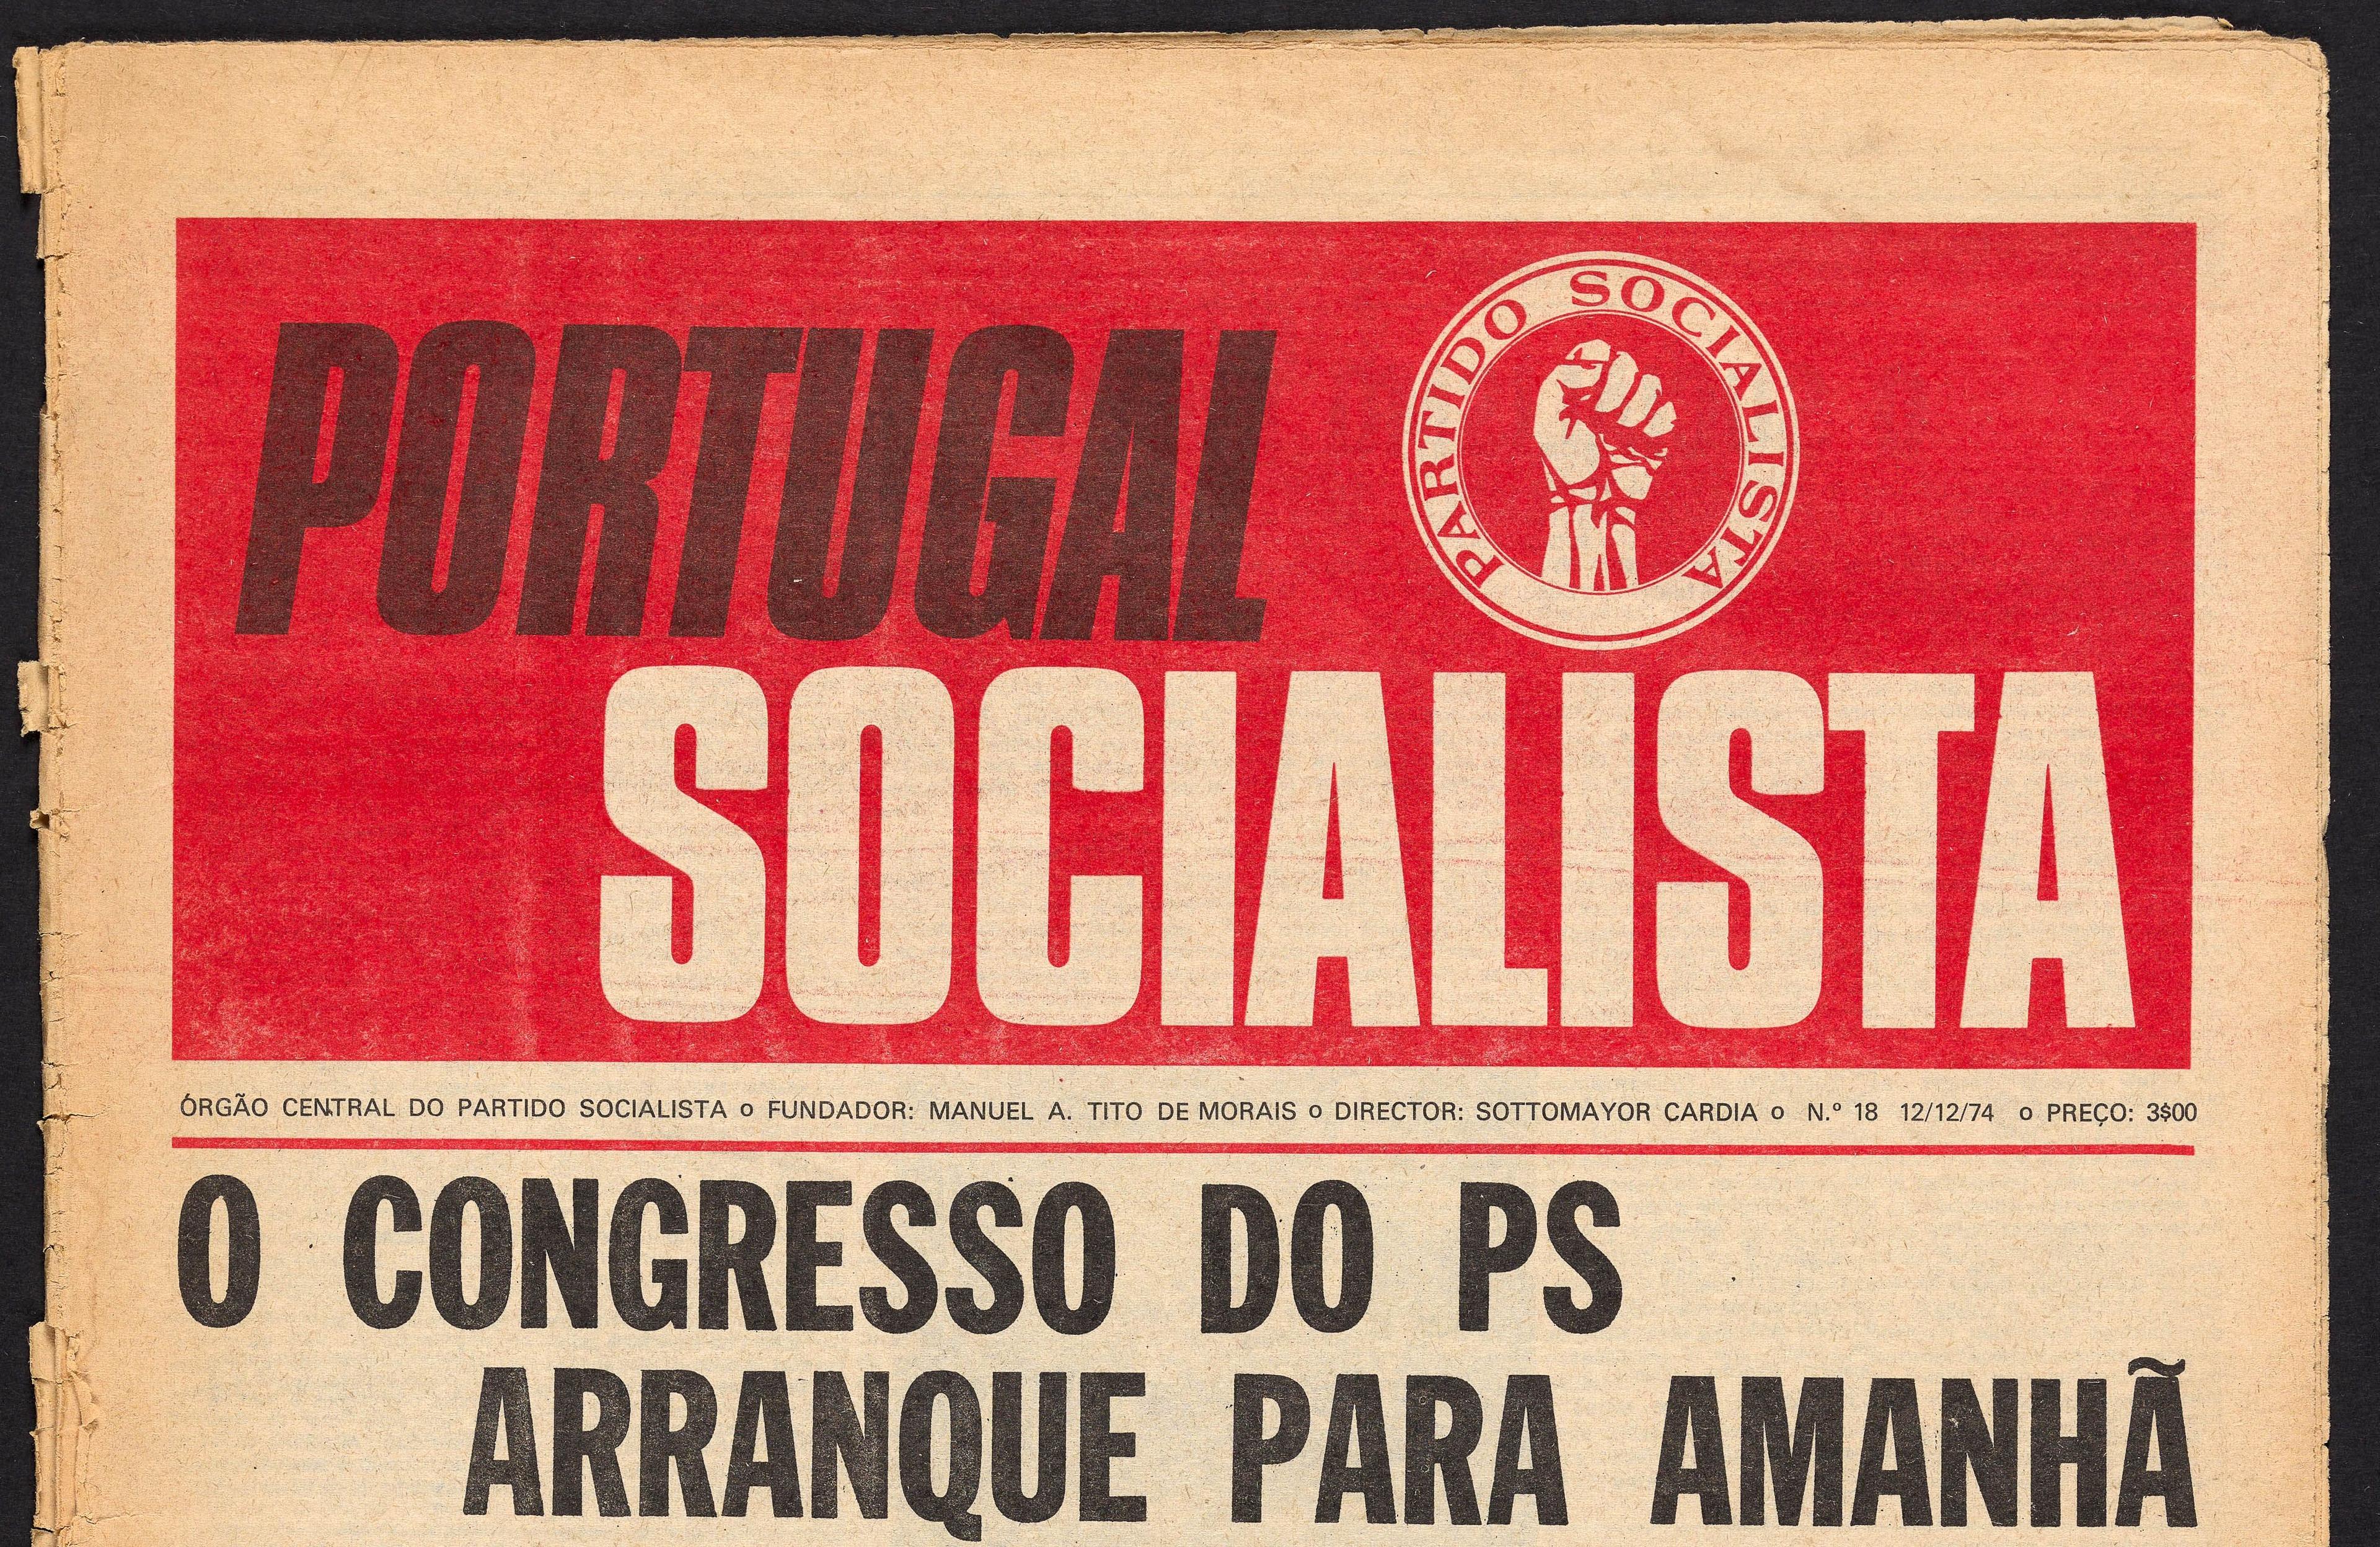 PORTUGAL
PARTIDO SOCIALISTA
SOCIALISTA
ÓRGÃO CENTRAL DO PARTIDO SOCIALISTA o FUNDADOR: MANUEL A. TITO DE MORAIS o DIRECTOR: SOTTOMAYOR CARDIA o N.º 18 12/12/74 o PREÇO: 3$00
O CONGRESSO DO PS
ARRANQUE PARA AMANHÃ